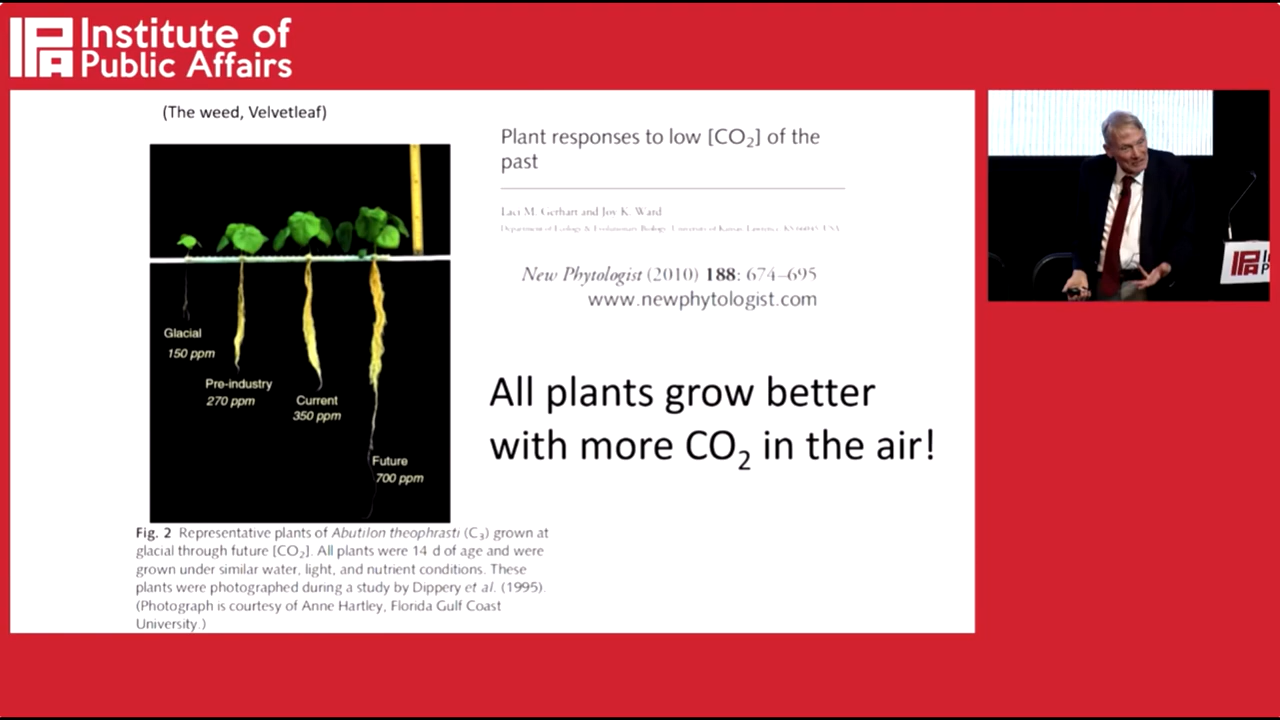 Institute of
Public Affairs
(The weed, Velvetleaf)
Glacial
150 ppm
Pre-industry
270 ppm
Current
350 ppm
Future
700 ppm
Fig. 2 Representative plants of Abutilon theophrasti (C₃) grown at
glacial through future [CO₂]. All plants were 14 d of age and were
grown under similar water, light, and nutrient conditions. These
plants were photographed during a study by Dippery et al. (1995).
(Photograph is courtesy of Anne Hartley, Florida Gulf Coast
University.)
Plant responses to low [CO₂] of the
past
Laci M. Gerhart and Joy K. Ward
Department of Ecology & Evolutionary Biology, University of Kansas, Lawrence, KS 66045, USA
New Phytologist (2010) 188: 674–695
www.newphytologist.com
All plants grow better
with more CO₂ in the air!